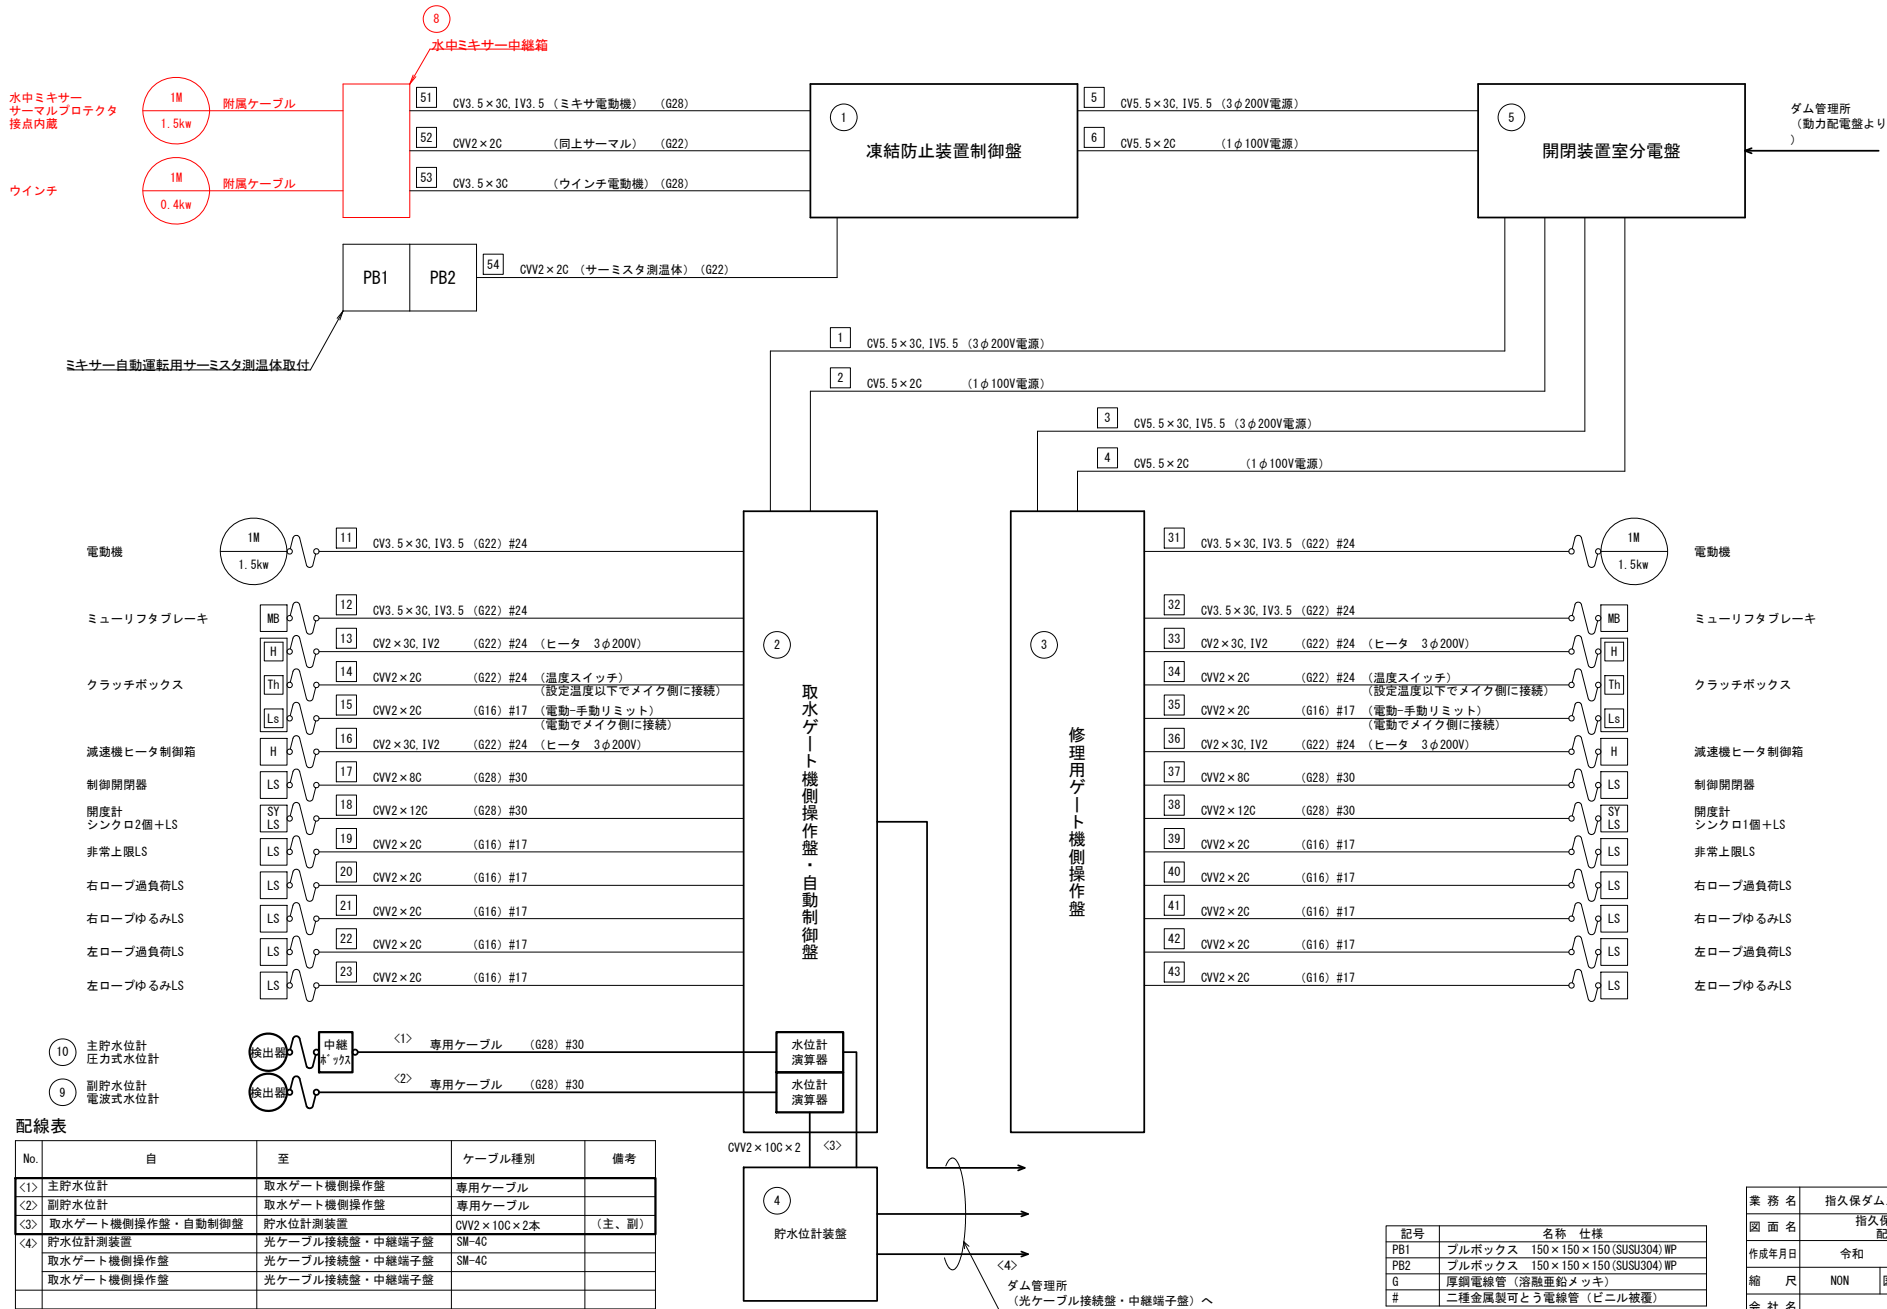 8
水中ミキサー中継箱
水中ミキサー
サーマルプロテクタ
接点内蔵
1M
1.5kw
附属ケーブル
ウインチ
1M
0.4kw
附属ケーブル
51 CV3.5×3C, IV3.5 (ミキサ電動機) (G28)
52 CVV2×2C (同上サーマル) (G22)
53 CV3.5×3C (ウインチ電動機) (G28)
1
凍結防止装置制御盤
5 CV5.5×3C, IV5.5 (3φ200V電源)
6 CV5.5×2C (1φ100V電源)
5
開閉装置室分電盤
ダム管理所
(動力配電盤より
)
PB1 PB2
54 CVV2×2C (サーミスタ測温体) (G22)
ミキサー自動運転用サーミスタ測温体取付
1 CV5.5×3C, IV5.5 (3φ200V電源)
2 CV5.5×2C (1φ100V電源)
3 CV5.5×3C, IV5.5 (3φ200V電源)
4 CV5.5×2C (1φ100V電源)
電動機 1M 1.5kw 11 CV3.5×3C, IV3.5 (G22) #24
ミューリフタブレーキ MB 12 CV3.5×3C, IV3.5 (G22) #24
H 13 CV2×3C, IV2 (G22) #24 (ヒータ 3φ200V)
クラッチボックス Th 14 CVV2×2C (G22) #24 (温度スイッチ)
(設定温度以下でメイク側に接続)
Ls 15 CVV2×2C (G16) #17 (電動-手動リミット)
(電動でメイク側に接続)
減速機ヒータ制御箱 H 16 CV2×3C, IV2 (G22) #24 (ヒータ 3φ200V)
制御開閉器 LS 17 CVV2×8C (G28) #30
開度計
シンクロ2個+LS SY LS 18 CVV2×12C (G28) #30
非常上限LS LS 19 CVV2×2C (G16) #17
右ロープ過負荷LS LS 20 CVV2×2C (G16) #17
右ロープゆるみLS LS 21 CVV2×2C (G16) #17
左ロープ過負荷LS LS 22 CVV2×2C (G16) #17
左ロープゆるみLS LS 23 CVV2×2C (G16) #17
2
取水ゲート機側操作盤・自動制御盤
3
修理用ゲート機側操作盤
31 CV3.5×3C, IV3.5 (G22) #24 1M 1.5kw 電動機
32 CV3.5×3C, IV3.5 (G22) #24 MB ミューリフタブレーキ
33 CV2×3C, IV2 (G22) #24 (ヒータ 3φ200V) H
34 CVV2×2C (G22) #24 (温度スイッチ) Th クラッチボックス
(設定温度以下でメイク側に接続)
35 CVV2×2C (G16) #17 (電動-手動リミット) Ls
(電動でメイク側に接続)
36 CV2×3C, IV2 (G22) #24 (ヒータ 3φ200V) H 減速機ヒータ制御箱
37 CVV2×8C (G28) #30 LS 制御開閉器
38 CVV2×12C (G28) #30 SY LS 開度計
シンクロ1個+LS
39 CVV2×2C (G16) #17 LS 非常上限LS
40 CVV2×2C (G16) #17 LS 右ロープ過負荷LS
41 CVV2×2C (G16) #17 LS 右ロープゆるみLS
42 CVV2×2C (G16) #17 LS 左ロープ過負荷LS
43 CVV2×2C (G16) #17 LS 左ロープゆるみLS
10 主貯水位計
圧力式水位計
検出器 中継ボックス <1> 専用ケーブル (G28) #30 水位計
演算器
9 副貯水位計
電波式水位計
検出器 <2> 専用ケーブル (G28) #30 水位計
演算器
CVV2×10C×2 <3>
4
貯水位計装盤
<4>
ダム管理所
(光ケーブル接続盤・中継端子盤) へ
配線表
No. 自 至 ケーブル種別 備考
<1> 主貯水位計 取水ゲート機側操作盤 専用ケーブル
<2> 副貯水位計 取水ゲート機側操作盤 専用ケーブル
<3> 取水ゲート機側操作盤・自動制御盤 貯水位計測装置 CVV2×10C×2本 (主、副)
<4> 貯水位計測装置 光ケーブル接続盤・中継端子盤 SM-4C
取水ゲート機側操作盤 光ケーブル接続盤・中継端子盤 SM-4C
取水ゲート機側操作盤 光ケーブル接続盤・中継端子盤
記号 名称 仕様
PB1 プルボックス 150×150×150(SUSU304)WP
PB2 プルボックス 150×150×150(SUSU304)WP
G 厚鋼電線管 (溶融亜鉛メッキ)
# 二種金属製可とう電線管 (ビニル被覆)
業務名 指久保ダム
図面名 指久保
配
作成年月日 令和
縮尺 NON
会社名